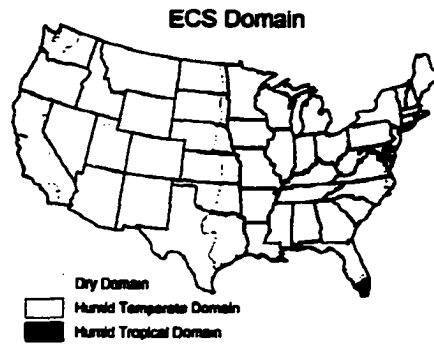 ECS Domain
Dry Domain
Humid Temperate Domain
Humid Tropical Domain